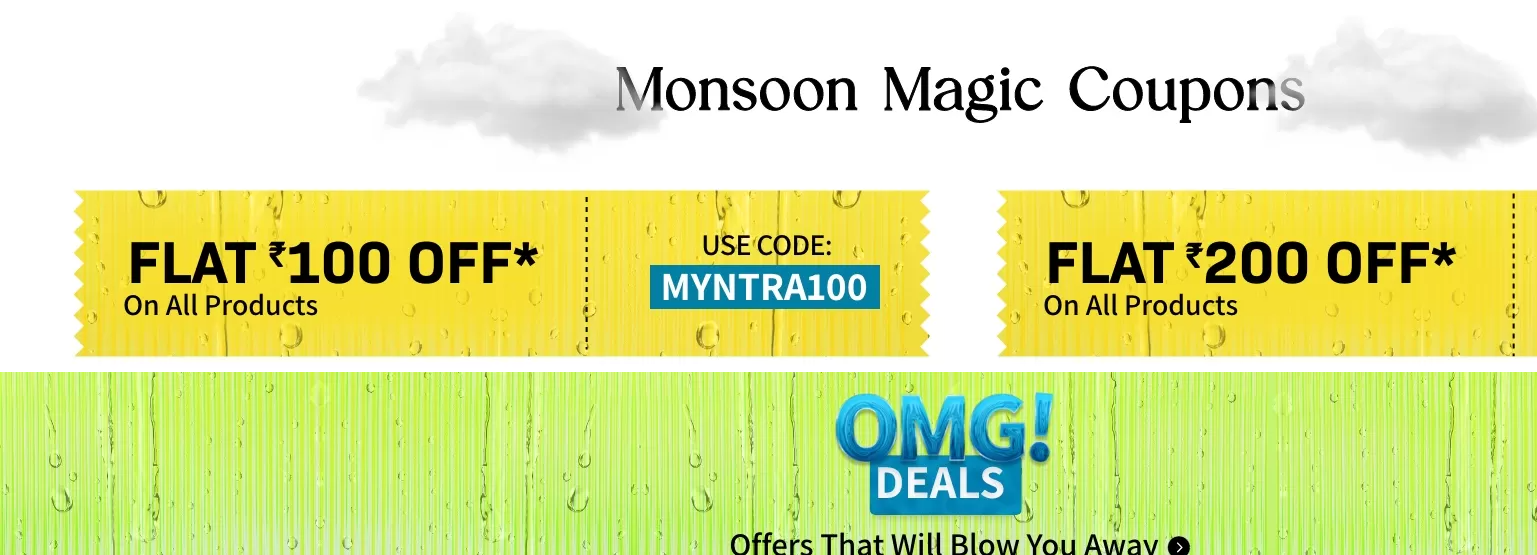 Monsoon Magic Coupons
FLAT ₹100 OFF*
On All Products
USE CODE:
MYNTRA100
FLAT ₹200 OFF*
On All Products
OMG!
DEALS
Offers That Will Blow You Away